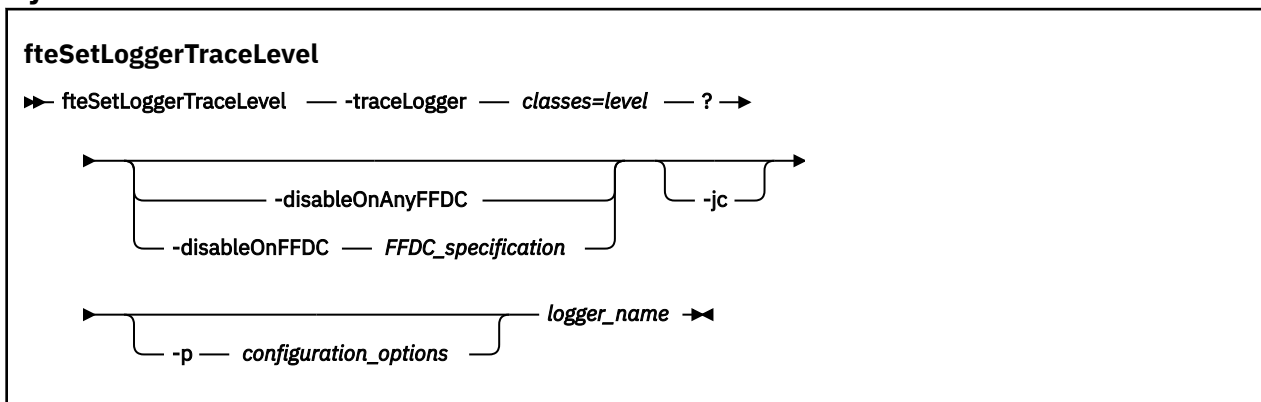 fteSetLoggerTraceLevel
fteSetLoggerTraceLevel -traceLogger classes=level ?
-disableOnAnyFFDC
-jc
-disableOnFFDC FFDC_specification
logger_name
-p configuration_options